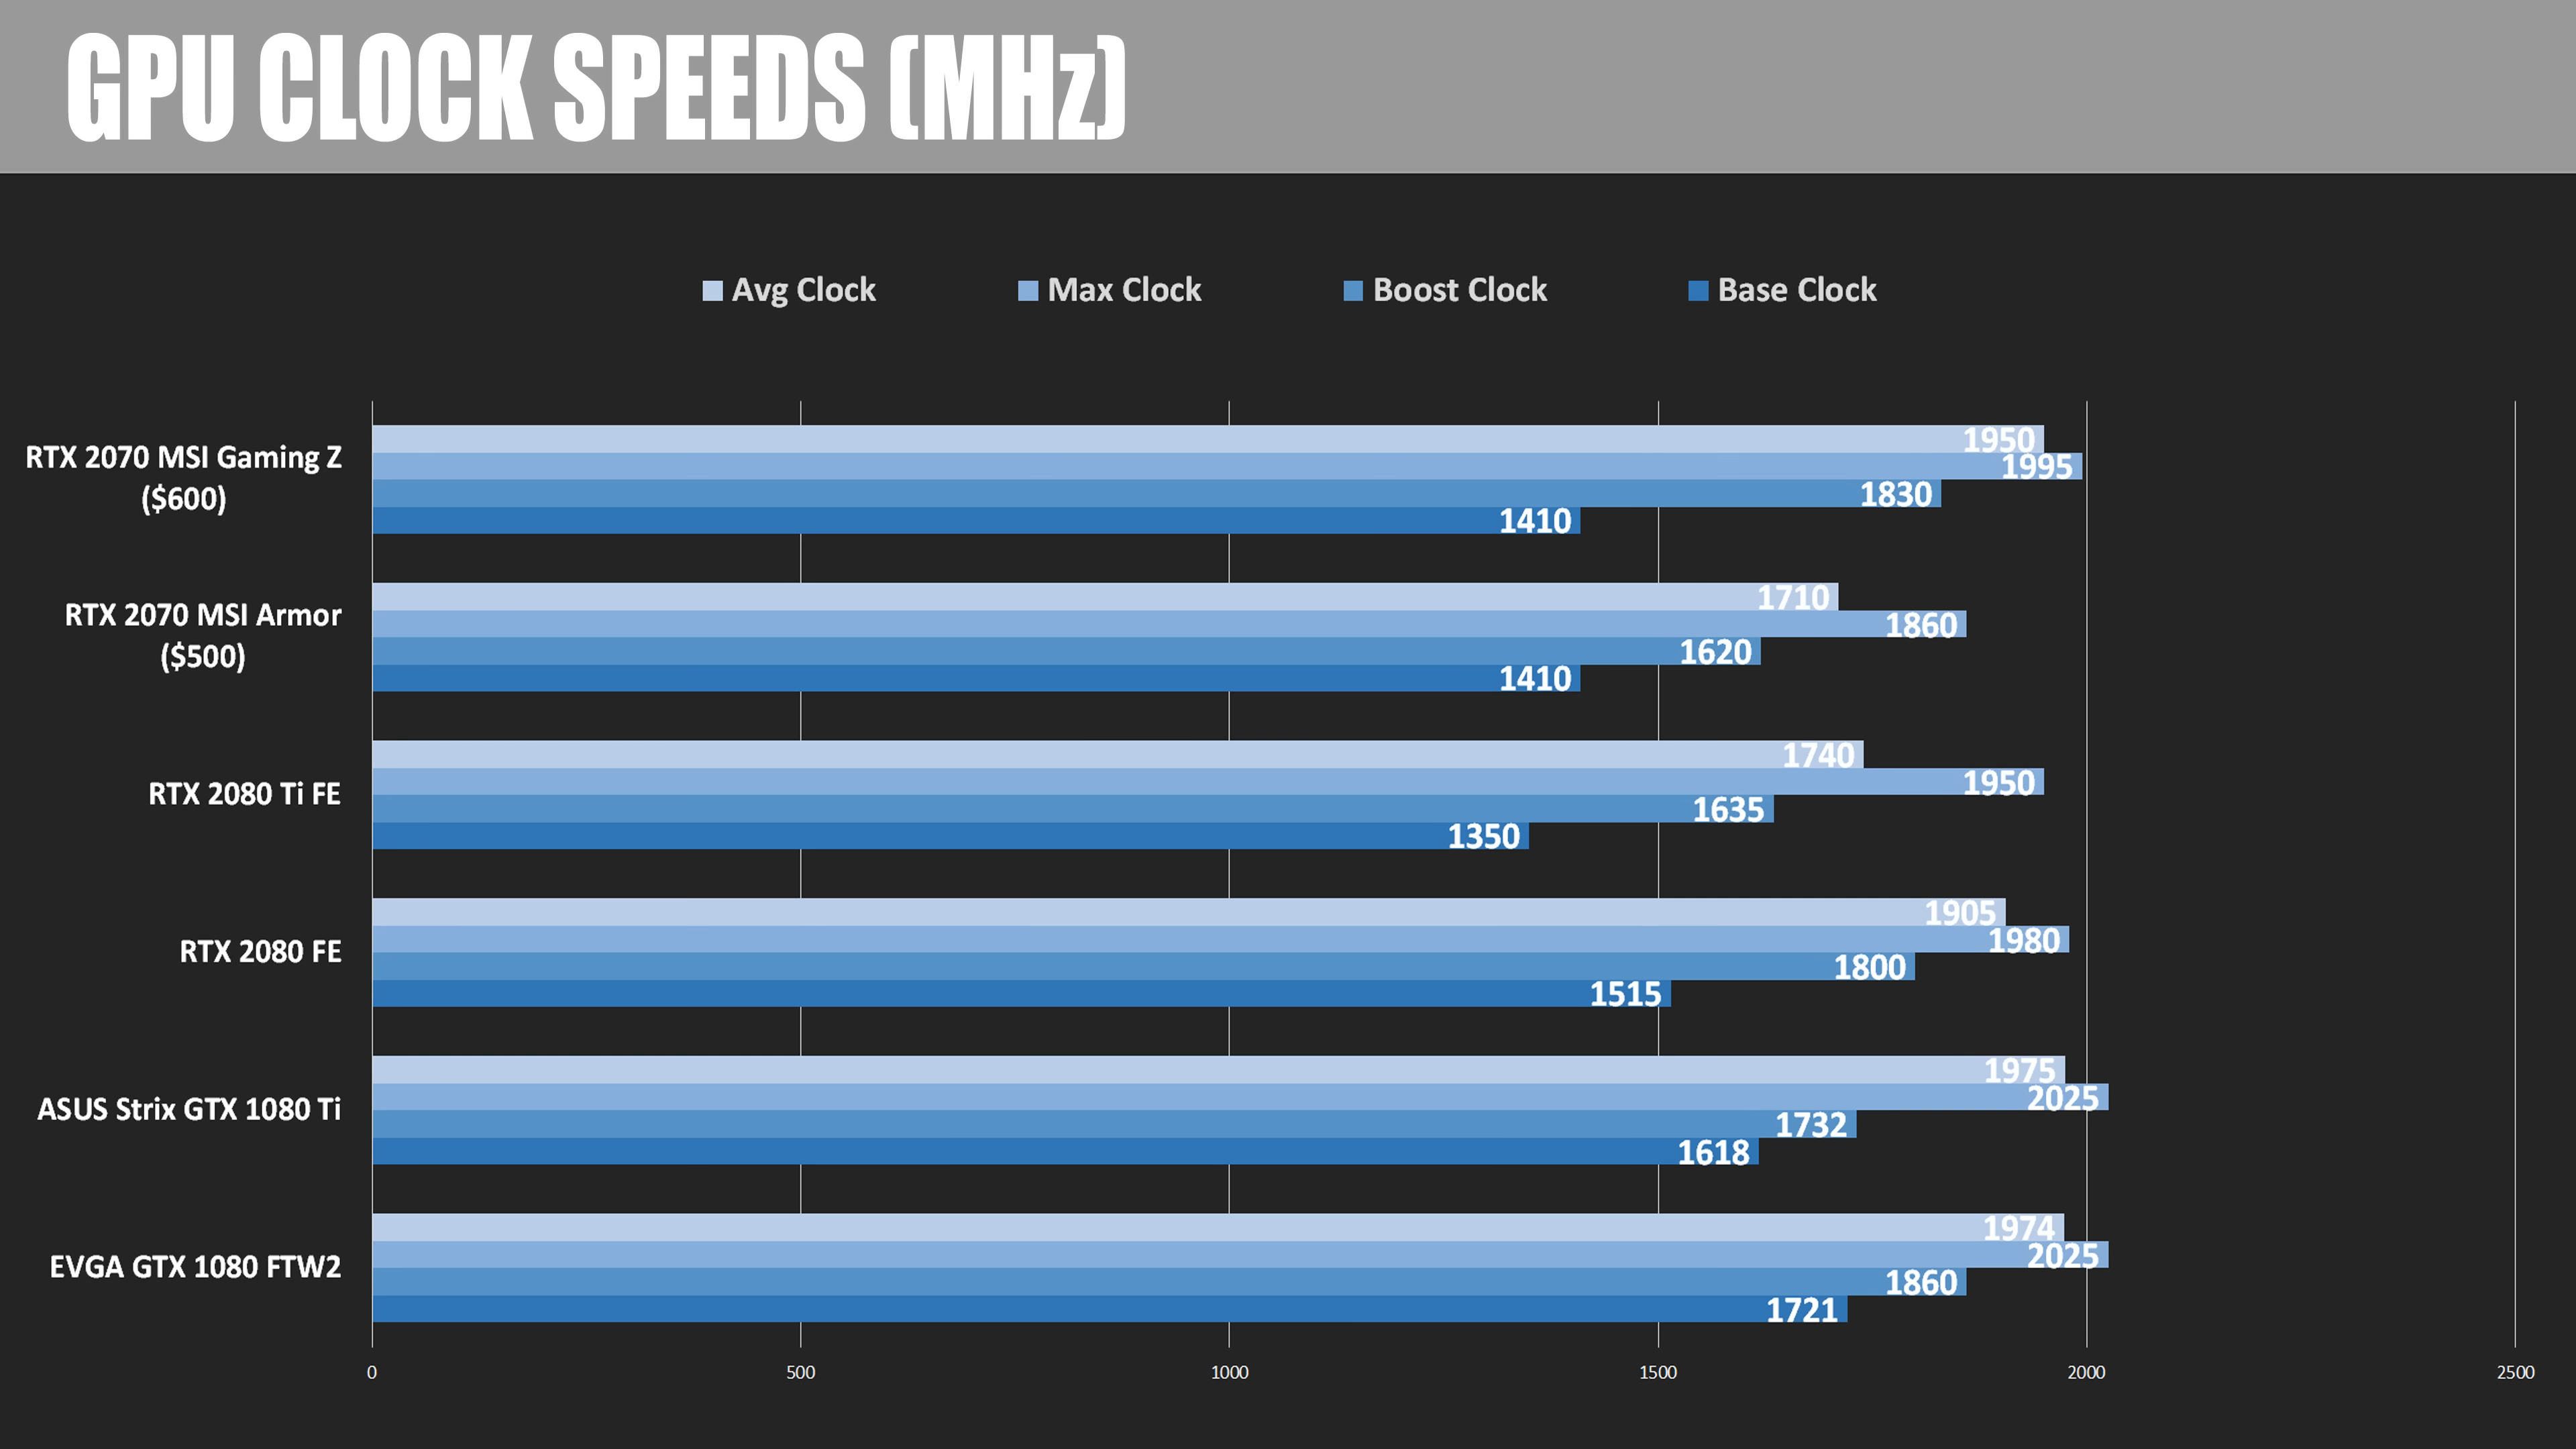 GPU CLOCK SPEEDS (MHz)
Avg Clock Max Clock Boost Clock Base Clock
RTX 2070 MSI Gaming Z
($600)
1950
1995
1830
1410
RTX 2070 MSI Armor
($500)
1710
1860
1620
1410
RTX 2080 Ti FE
1740
1950
1635
1350
RTX 2080 FE
1905
1980
1800
1515
ASUS Strix GTX 1080 Ti
1975
2025
1732
1618
EVGA GTX 1080 FTW2
1974
2025
1860
1721
0 500 1000 1500 2000 2500